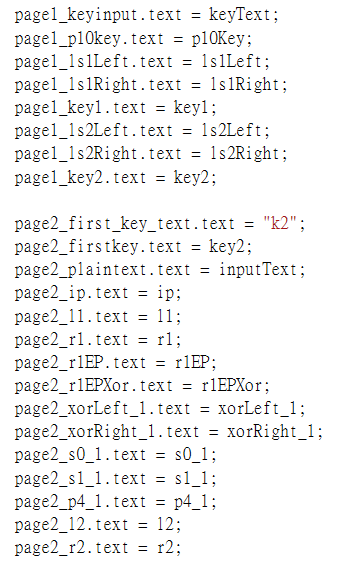 page1_keyinput.text = keyText;
page1_p10key.text = p10Key;
page1_ls1Left.text = ls1Left;
page1_ls1Right.text = ls1Right;
page1_key1.text = key1;
page1_ls2Left.text = ls2Left;
page1_ls2Right.text = ls2Right;
page1_key2.text = key2;
page2_first_key_text.text = "k2";
page2_firstkey.text = key2;
page2_plaintext.text = inputText;
page2_ip.text = ip;
page2_l1.text = l1;
page2_r1.text = r1;
page2_r1EP.text = r1EP;
page2_r1EPXor.text = r1EPXor;
page2_xorLeft_1.text = xorLeft_1;
page2_xorRight_1.text = xorRight_1;
page2_s0_1.text = s0_1;
page2_s1_1.text = s1_1;
page2_p4_1.text = p4_1;
page2_l2.text = l2;
page2_r2.text = r2;